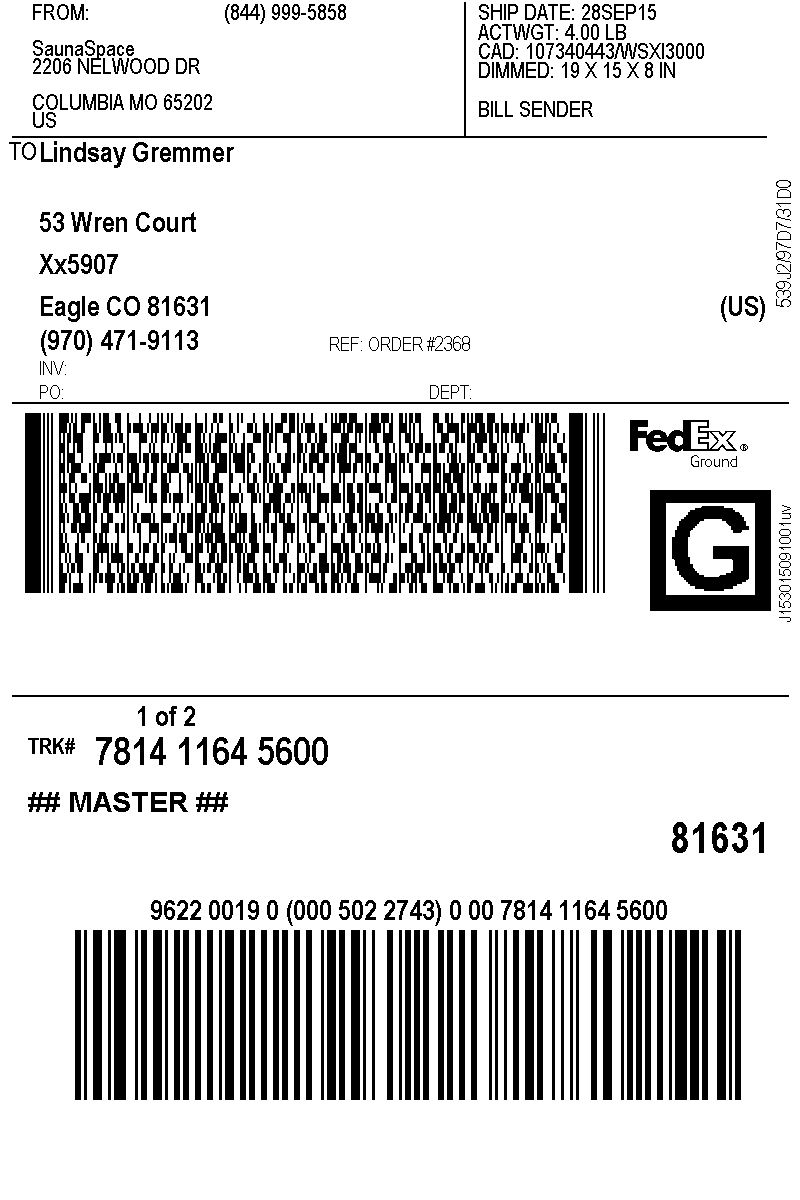 FROM: (844) 999-5858
SaunaSpace
2206 NELWOOD DR
COLUMBIA MO 65202
US
SHIP DATE: 28SEP15
ACTWGT: 4.00 LB
CAD: 107340443/WSXI3000
DIMMED: 19 X 15 X 8 IN
BILL SENDER
TO Lindsay Gremmer
53 Wren Court
Xx5907
Eagle CO 81631 (US)
(970) 471-9113 REF: ORDER #2368
INV:
PO: DEPT:
539J2/97D7/31D0
FedEx ®
Ground
G
J153015091001uv
1 of 2
TRK# 7814 1164 5600
## MASTER ##
81631
9622 0019 0 (000 502 2743) 0 00 7814 1164 5600